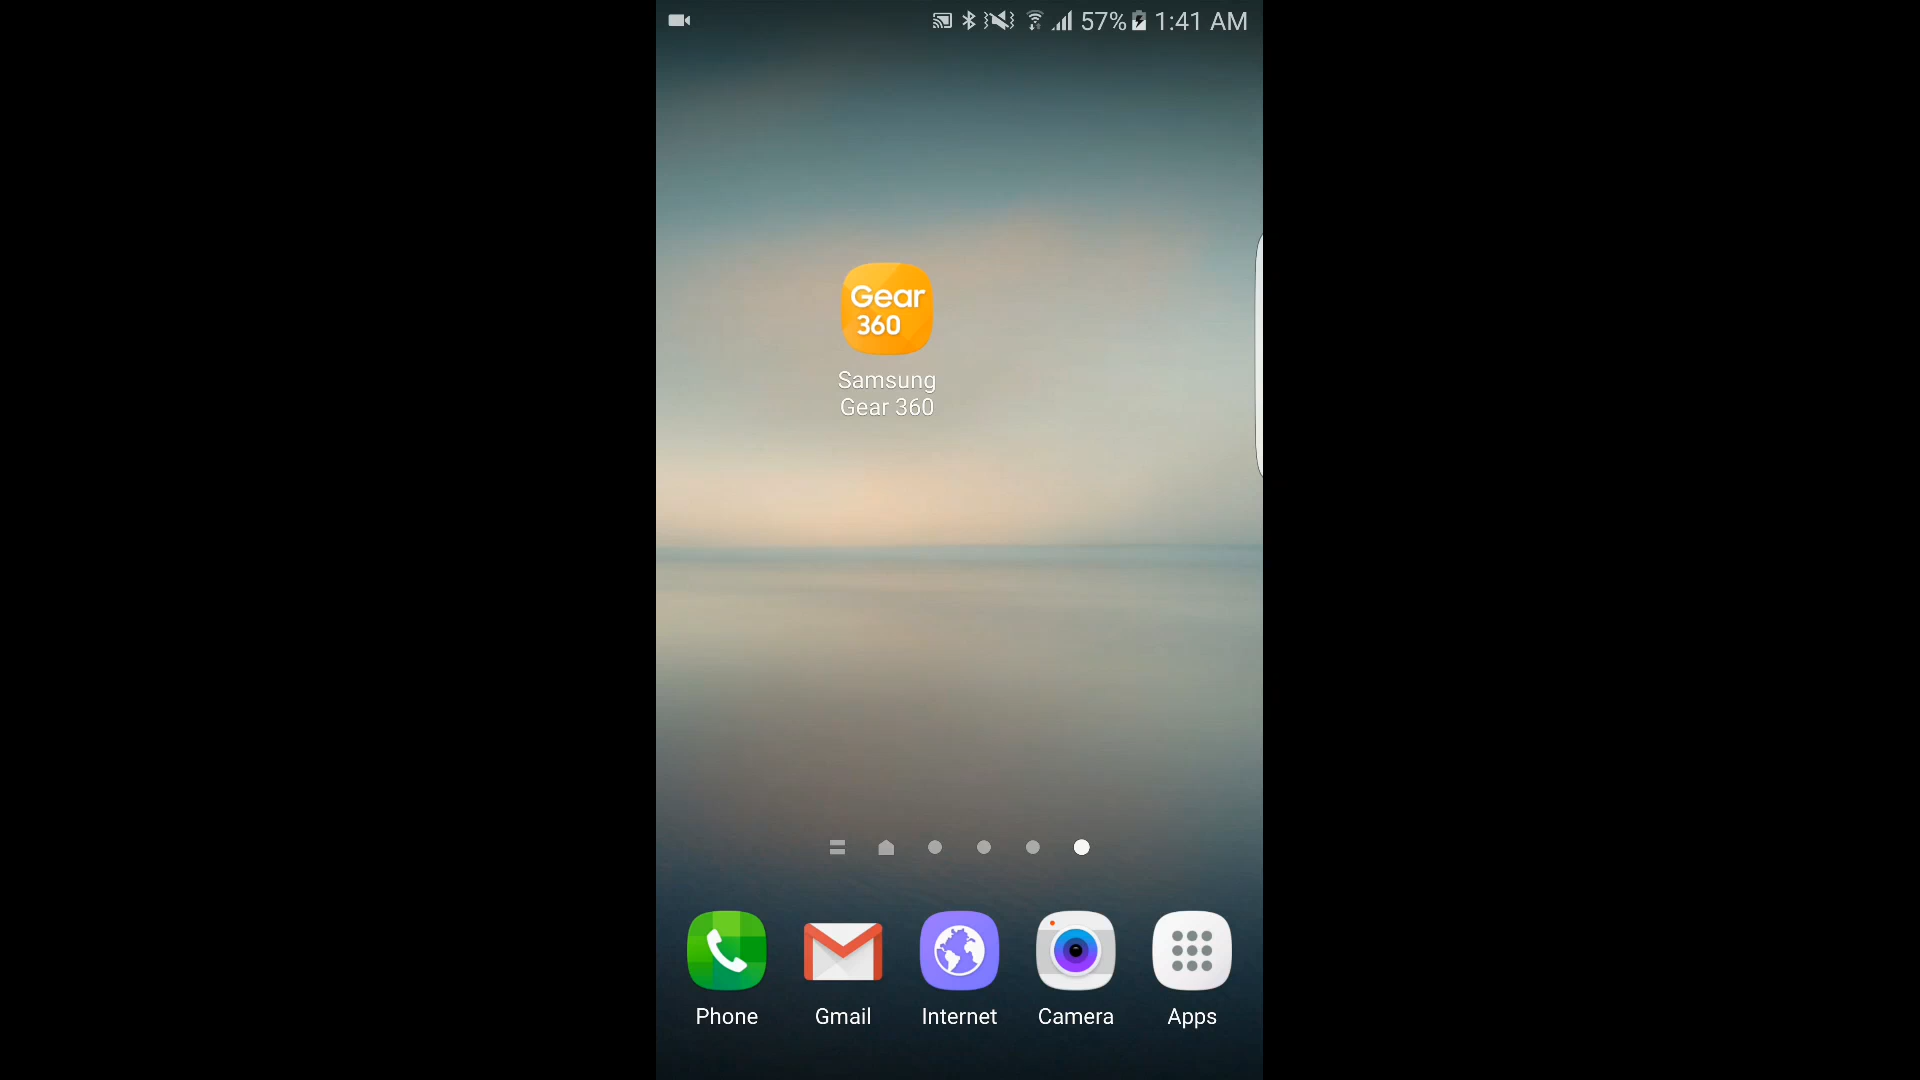 57% 1:41 AM
Gear
360
Samsung
Gear 360
Phone Gmail Internet Camera Apps